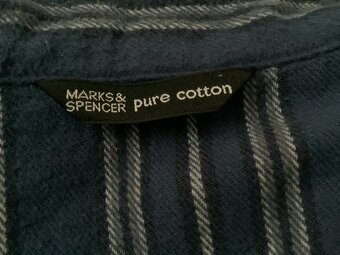 MARKS &
SPENCER pure cotton